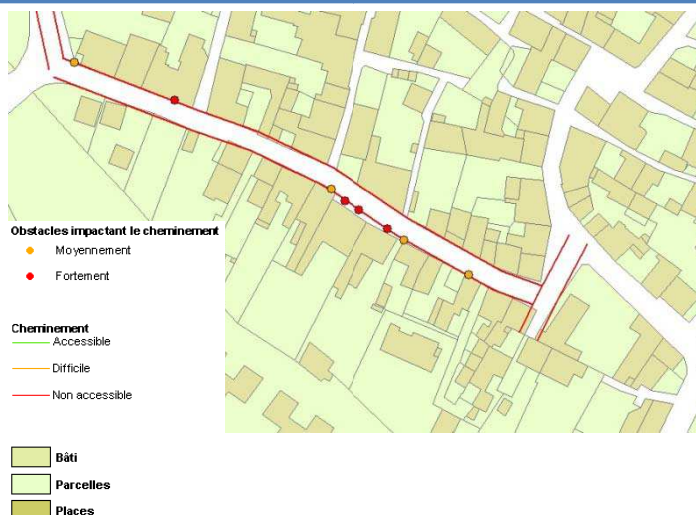 Obstacles impactant le cheminement
Moyennement
Fortement
Cheminement
Accessible
Difficile
Non accessible
Bâti
Parcelles
Places